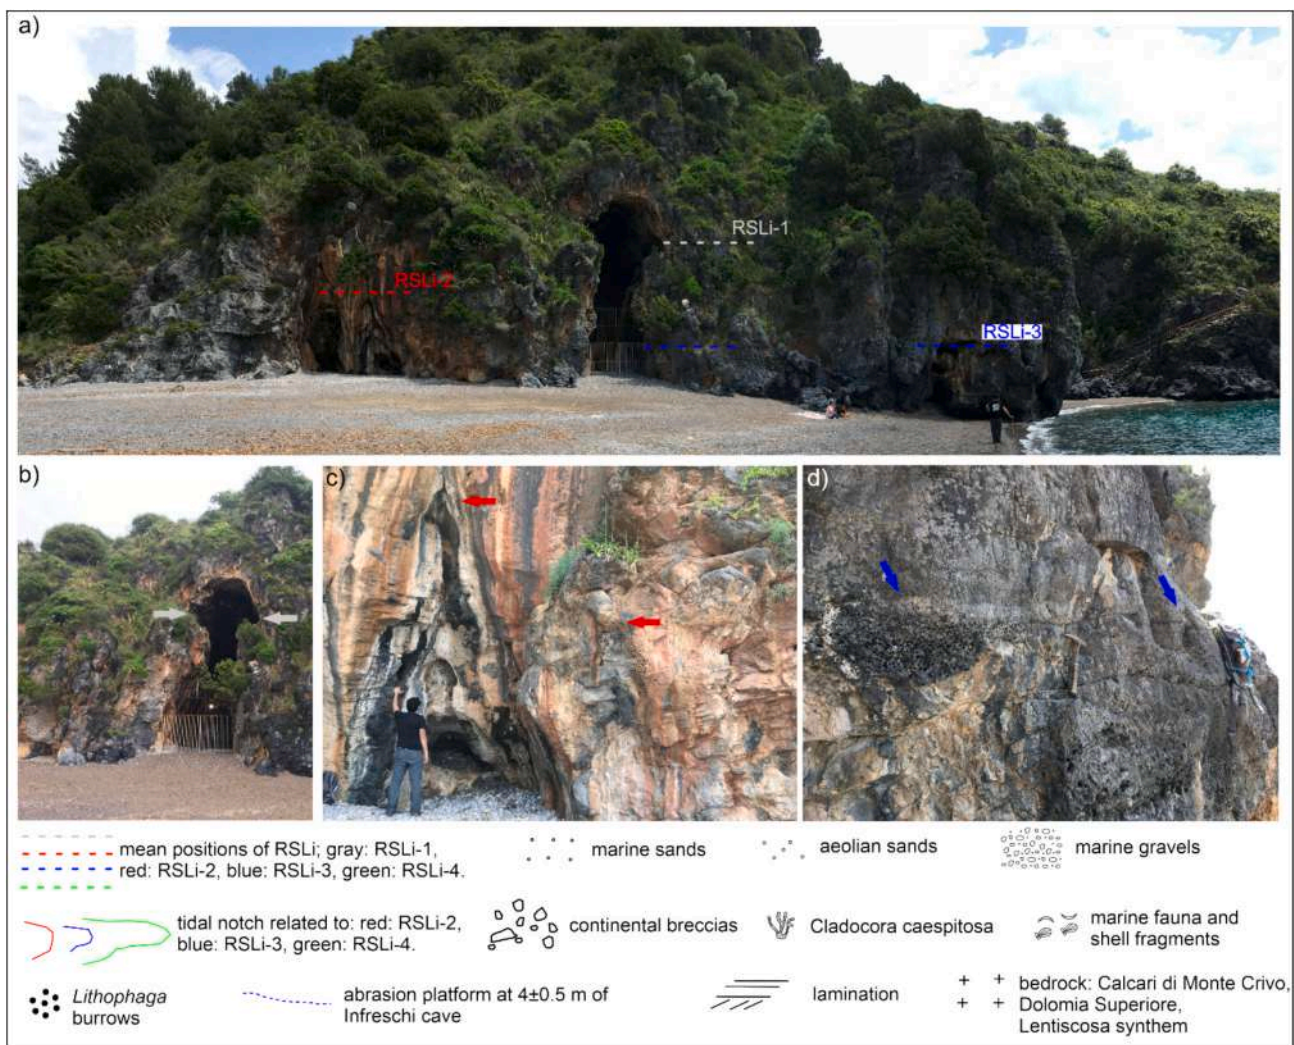 a)
RSLi-1
RSLi-2
RSLi-3
b)
c)
d)
mean positions of RSLi; gray: RSLi-1,
red: RSLi-2, blue: RSLi-3, green: RSLi-4.
marine sands
aeolian sands
marine gravels
tidal notch related to: red: RSLi-2,
blue: RSLi-3, green: RSLi-4.
continental breccias
Cladocora caespitosa
marine fauna and
shell fragments
Lithophaga
burrows
abrasion platform at 4±0.5 m of
Infreschi cave
lamination
bedrock: Calcari di Monte Crivo,
Dolomia Superiore,
Lentiscosa synthem